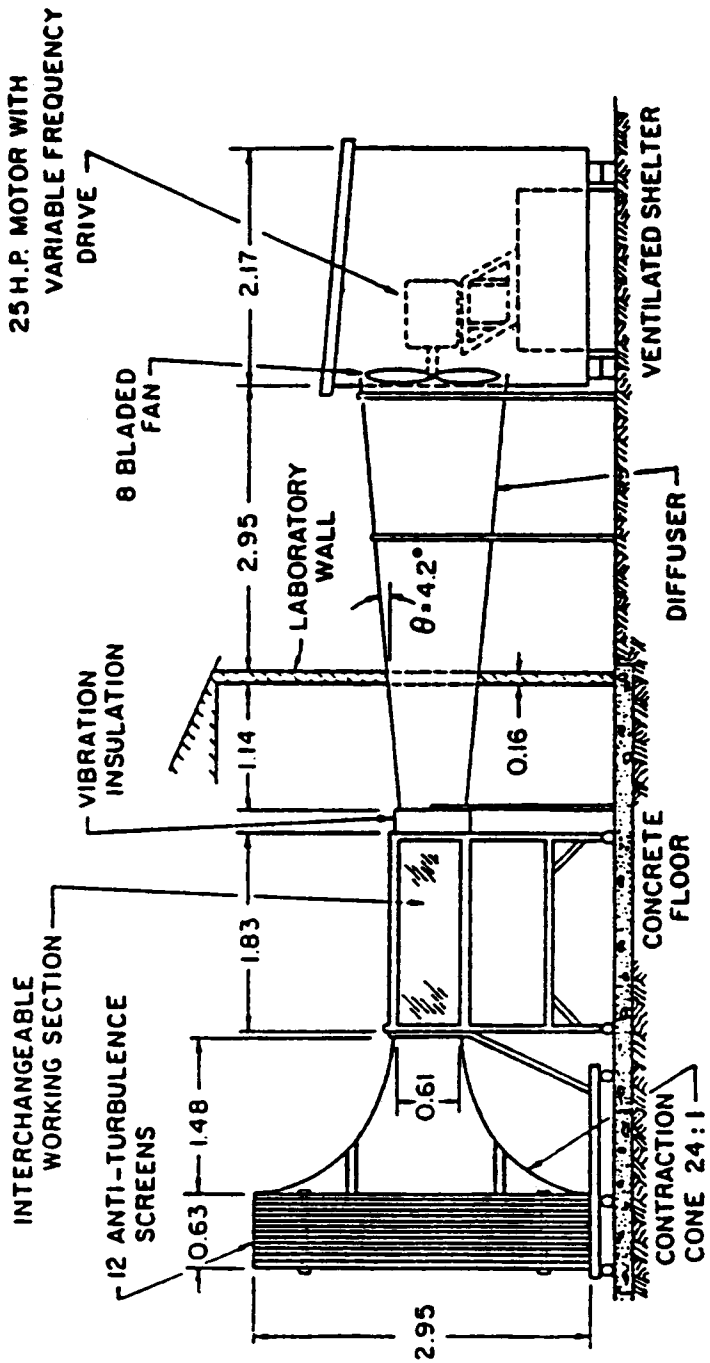 25 H.P. MOTOR WITH
VARIABLE FREQUENCY
DRIVE
8 BLADED
FAN
VIBRATION
INSULATION
INTERCHANGEABLE
WORKING SECTION
12 ANTI-TURBULENCE
SCREENS
0.63
1.48
1.83
1.14
2.95
2.17
LABORATORY
WALL
θ=4.2°
0.61
0.16
2.95
CONTRACTION
CONE 24:1
CONCRETE
FLOOR
DIFFUSER
VENTILATED SHELTER